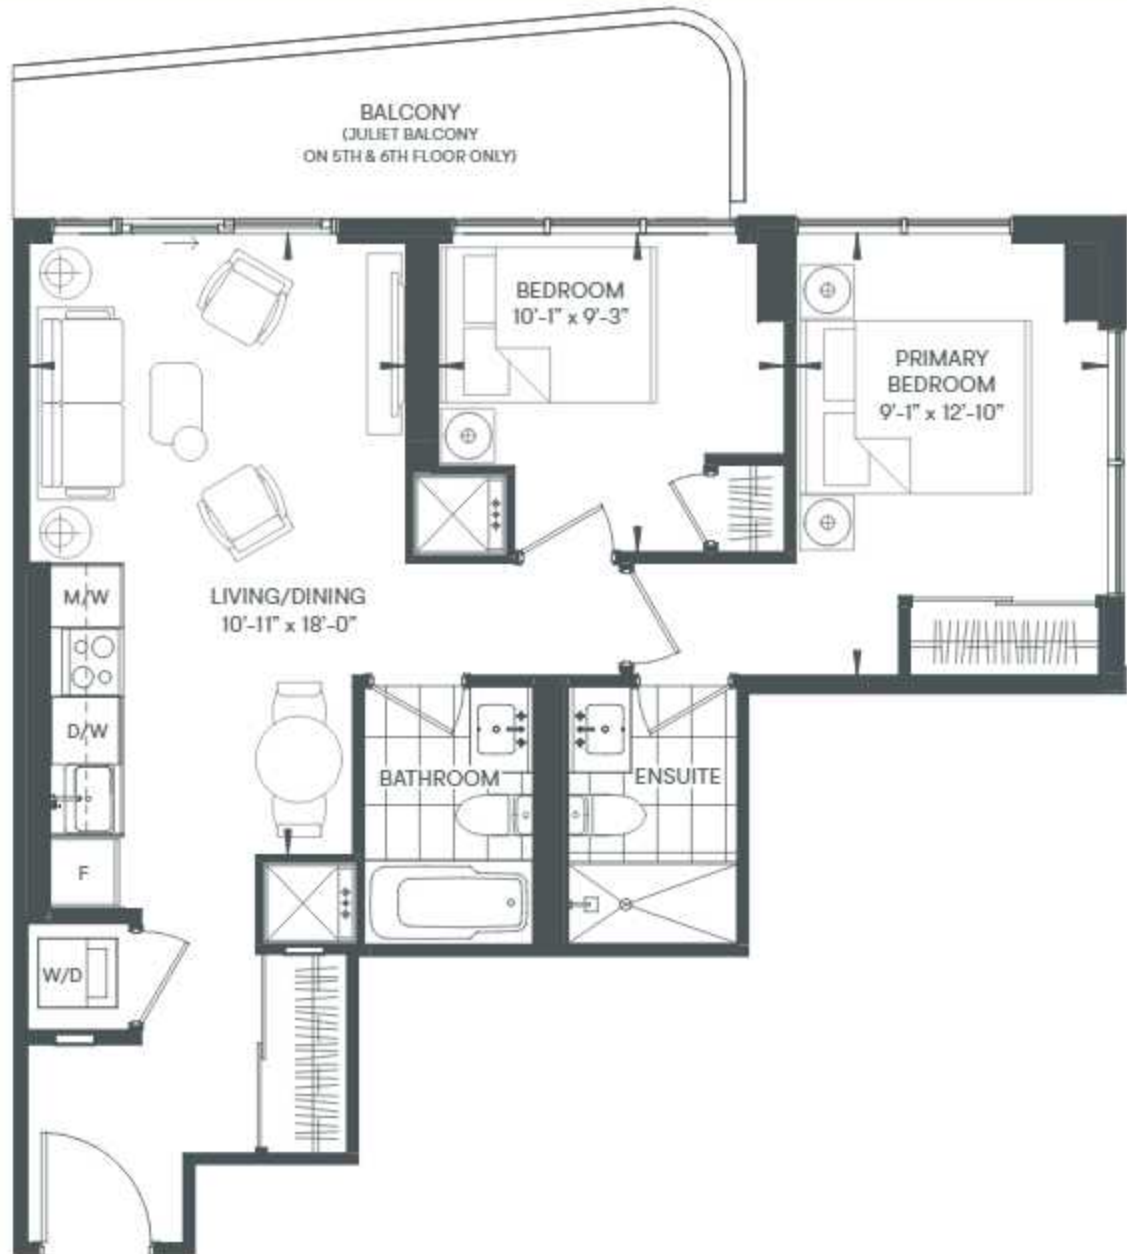 BALCONY
(JULIET BALCONY
ON 5TH & 6TH FLOOR ONLY)
BEDROOM
10'-1" x 9'-3"
PRIMARY
BEDROOM
9'-1" x 12'-10"
M/W
LIVING/DINING
10'-11" x 18'-0"
D/W
BATHROOM
ENSUITE
F
W/D